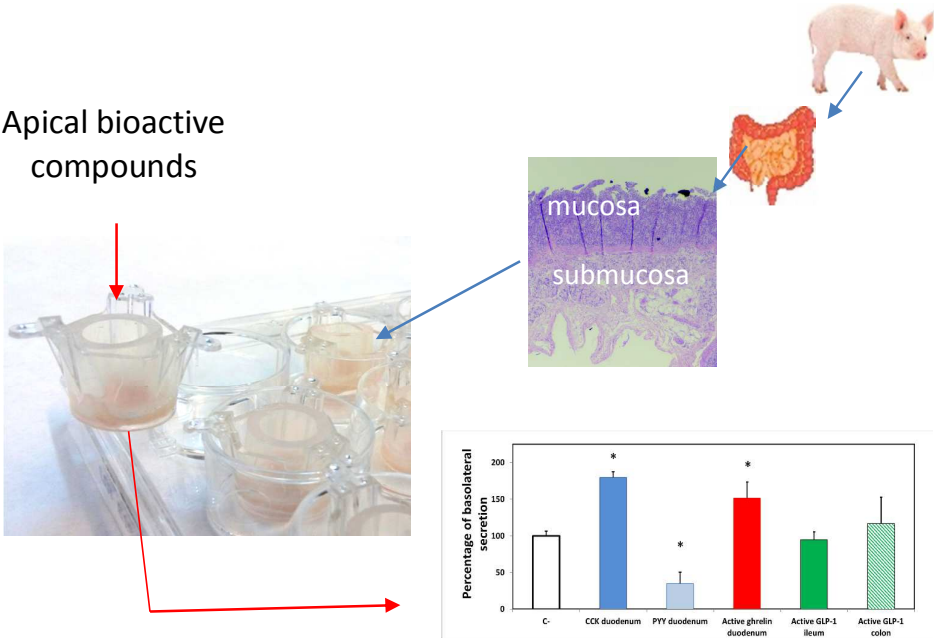 Apical bioactive
compounds
mucosa
submucosa
Percentage of basolateral
secretion
200
150
100
50
0
*
*
*
C-
CCK duodenum
PYY duodenum
Active ghrelin
duodenum
Active GLP-1
ileum
Active GLP-1
colon